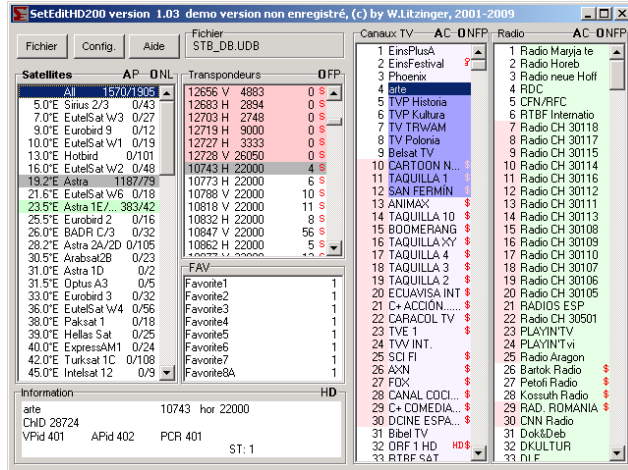 SetEditHD200 version 1.03 demo version non enregistré, (c) by W.Litzinger, 2001-2009
Fichier
Config.
Aide
Fichier
STB_DB.UDB
Satellites AP-ONL
All 1570/1905
5.0°E Sirius 2/3 0/43
7.0°E EutelSat W3 0/27
9.0°E Eurobird 9 0/12
10.0°E EutelSat W1 0/19
13.0°E Hotbird 0/101
16.0°E EutelSat W2 0/48
19.2°E Astra 1187/79
21.6°E EutelSat W6 0/18
23.5°E Astra 1E/... 383/42
25.5°E Eurobird 2 0/16
26.0°E BADR C/3 0/32
28.2°E Astra 2A/2D 0/105
30.5°E Arabsat2B 0/23
31.0°E Astra 1D 0/2
31.5°E Optus A3 0/5
33.0°E Eurobird 3 0/32
36.0°E EutelSat W4 0/56
38.0°E Paksat 1 0/18
39.0°E Hellas Sat 0/25
40.0°E ExpressAM1 0/24
42.0°E Turksat 1C 0/108
45.0°E Intelsat 12 0/9
Transpondeurs OFP
12656 V 4883 0 S
12683 H 2894 0 S
12703 H 2748 0 S
12719 H 9000 0 S
12727 H 3333 0 S
12728 V 26050 0 S
10743 H 22000 4 S
10773 H 22000 6 S
10788 V 22000 10 S
10818 V 22000 11 S
10832 H 22000 8 S
10847 V 22000 56 S
10862 H 22000 5 S
10877 V 22000 12 S
FAV
Favorite1 1
Favorite2 1
Favorite3 1
Favorite4 1
Favorite5 1
Favorite6 1
Favorite7 1
Favorite8A 1
Canaux TV AC ONFP
1 EinsPlusA
2 EinsFestival ?
3 Phoenix
4 arte
5 TVP Historia
6 TVP Kultura
7 TV TRWAM
8 TV Polonia
9 Belsat TV
10 CARTOON N... $
11 TAQUILLA 1 $
12 SAN FERMÍN $
13 ANIMAX $
14 TAQUILLA 10 $
15 BOOMERANG $
16 TAQUILLA XY $
17 TAQUILLA 4 $
18 TAQUILLA 3 $
19 TAQUILLA 2 $
20 ECUAVISA INT $
21 C+ ACCIÓN...... $
22 CARACOL TV $
23 TVE 1 $
24 TVV INT.
25 SCI FI $
26 AXN $
27 FOX $
28 CANAL COCI... $
29 C+ COMEDIA... $
30 DCINE ESPA... $
31 Bibel TV
32 ORF 1 HD HD$
33 RTBF SAT
Radio AC ONFP
1 Radio Maryja te
2 Radio Horeb
3 Radio neue Hoff
4 RDC
5 CFN/RFC
6 RTBF Internatio
7 Radio CH 30118
8 Radio CH 30117
9 Radio CH 30115
10 Radio CH 30114
11 Radio CH 30116
12 Radio CH 30112
13 Radio CH 30111
14 Radio CH 30113
15 Radio CH 30108
16 Radio CH 30109
17 Radio CH 30110
18 Radio CH 30107
19 Radio CH 30106
20 Radio CH 30105
21 RADIOS ESP
22 Radio CH 30501
23 PLAYIN'TV
24 PLAYIN'Tvi
25 Radio Aragon
26 Bartok Radio $
27 Petofi Radio $
28 Kossuth Radio $
29 RAD. ROMANIA $
30 CNN Radio
31 Dok&Deb
32 DKULTUR
33 DLF
Information HD
arte 10743 hor 22000
ChID 28724
VPid 401 APid 402 PCR 401
ST: 1